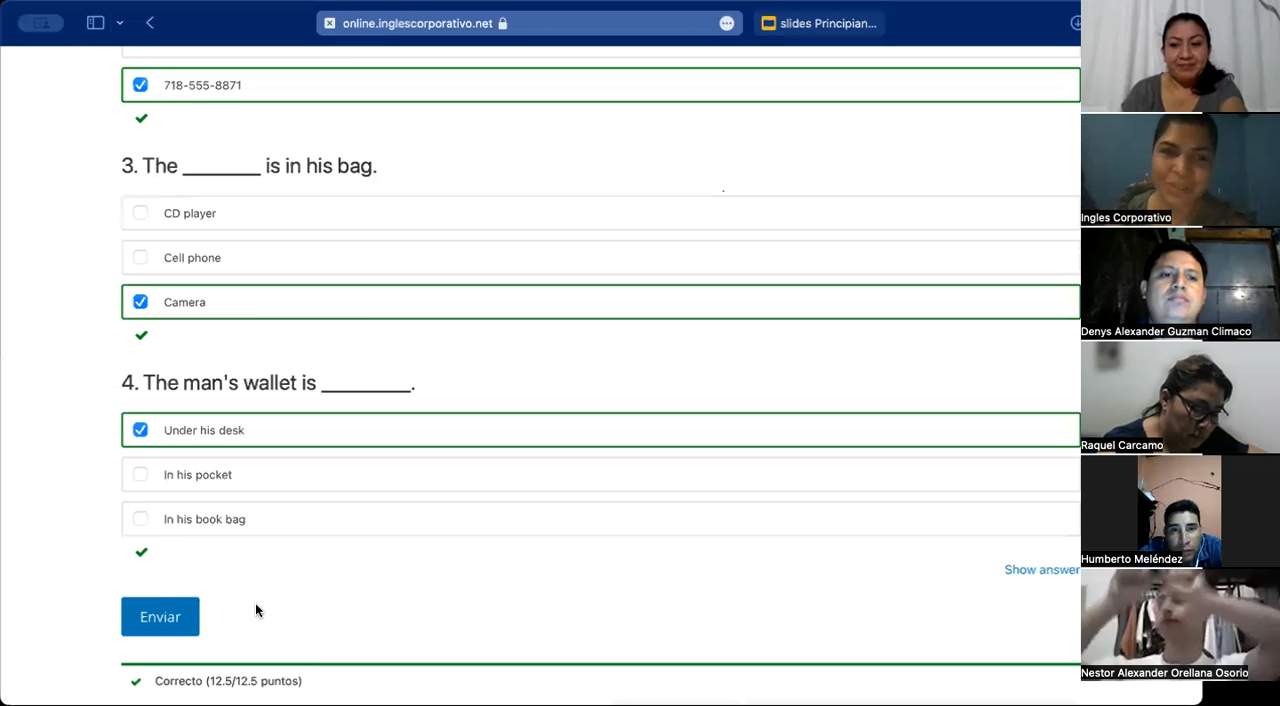 online.inglescorporativo.net
slides Principian...
718-555-8871
3. The ________ is in his bag.
CD player
Cell phone
Camera
4. The man's wallet is _________.
Under his desk
In his pocket
In his book bag
Show answer
Enviar
Correcto (12.5/12.5 puntos)
Ingles Corporativo
Denys Alexander Guzman Climaco
Raquel Carcamo
Humberto Meléndez
Nestor Alexander Orellana Osorio